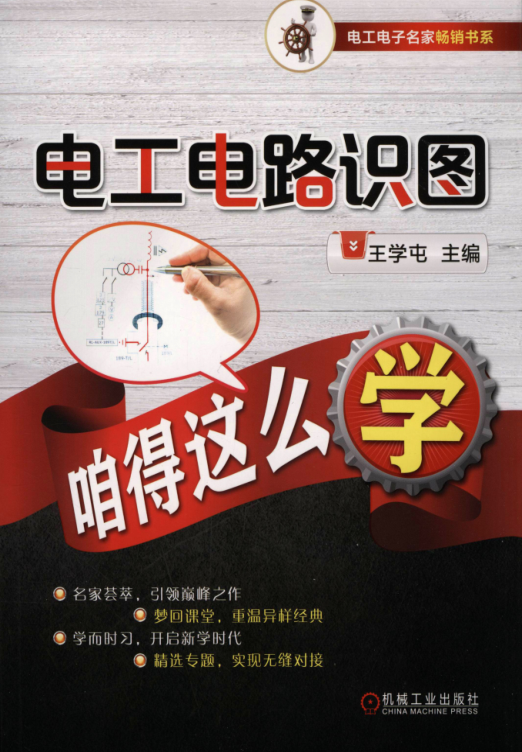 电工电子名家畅销书系
电工电路识图
王学屯 主编
咱得这么学
名家荟萃，引领巅峰之作
梦回课堂，重温异样经典
学而时习，开启新学时代
精选专题，实现无缝对接
机械工业出版社
CHINA MACHINE PRESS